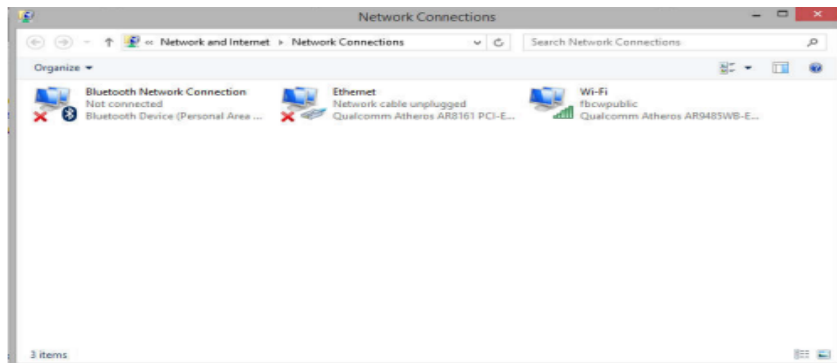 Network Connections
« Network and Internet ▸ Network Connections
Search Network Connections
Organize
Bluetooth Network Connection
Not connected
Bluetooth Device (Personal Area ...
Ethernet
Network cable unplugged
Qualcomm Atheros AR8161 PCI-E...
Wi-Fi
fbcwpublic
Qualcomm Atheros AR9485WB-E...
3 items